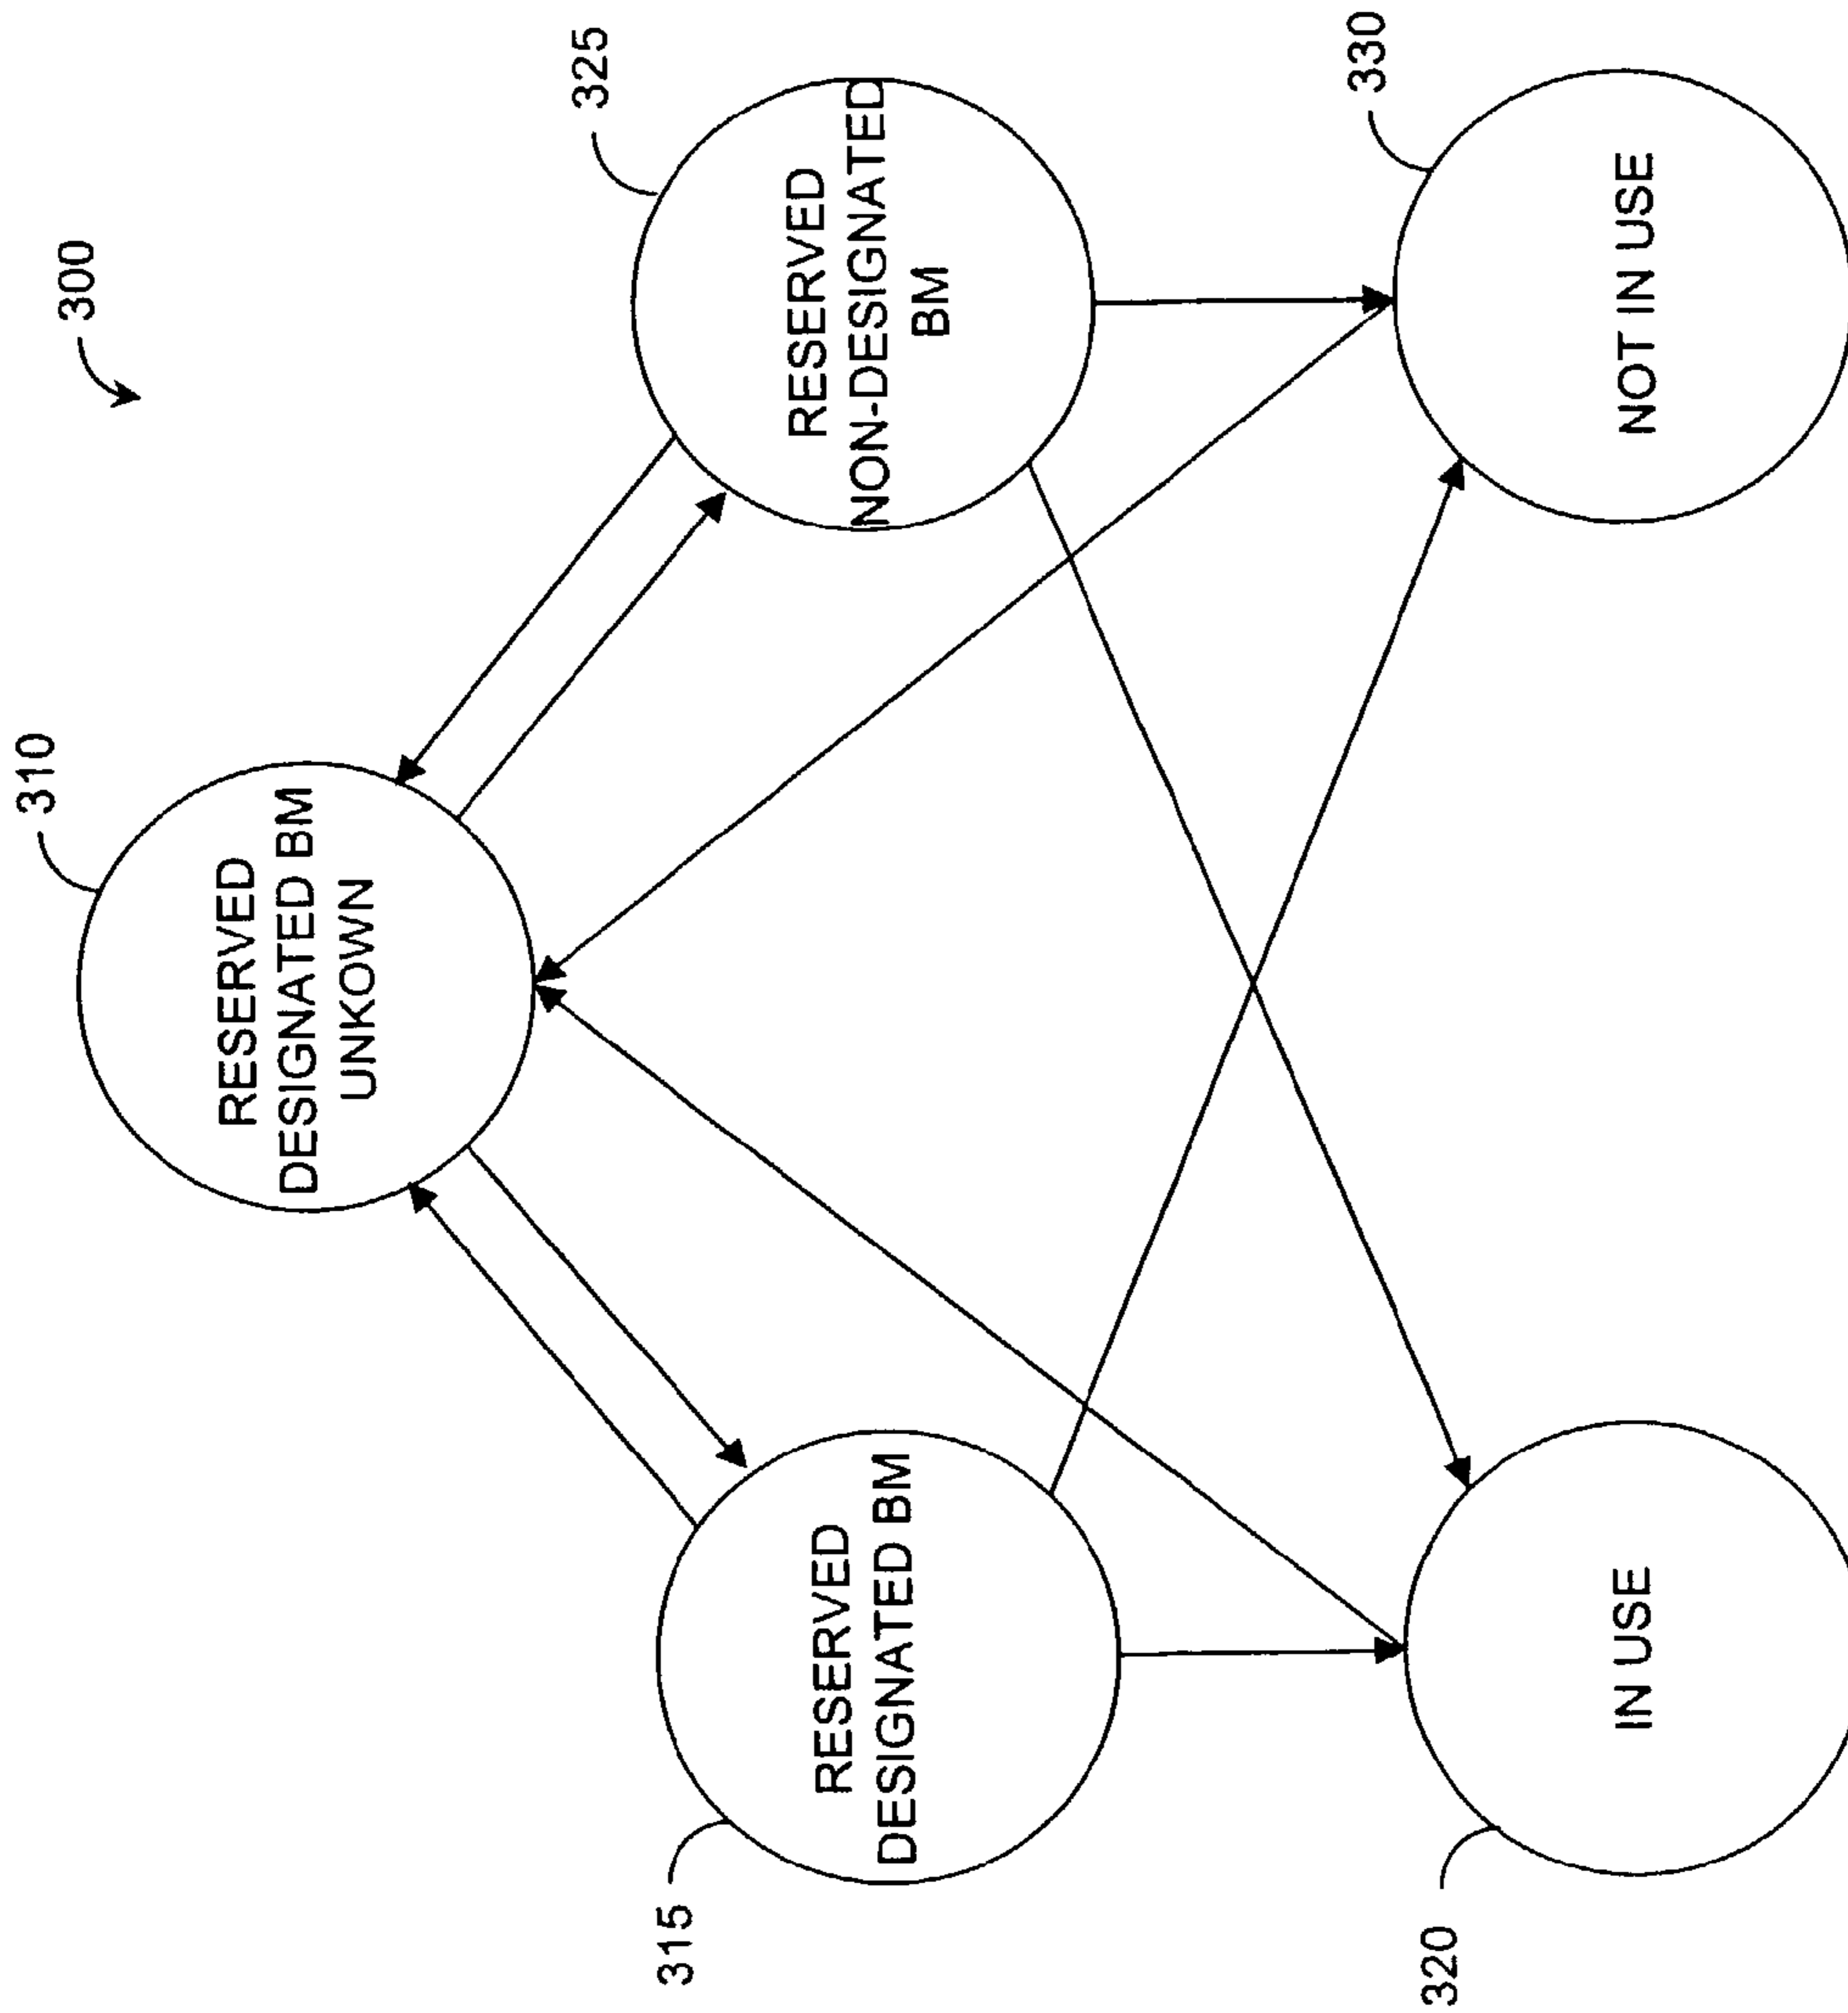 300
310
RESERVED
DESIGNATED BM
UNKOWN
315
RESERVED
DESIGNATED BM
325
RESERVED
NON-DESIGNATED
BM
320
IN USE
330
NOT IN USE